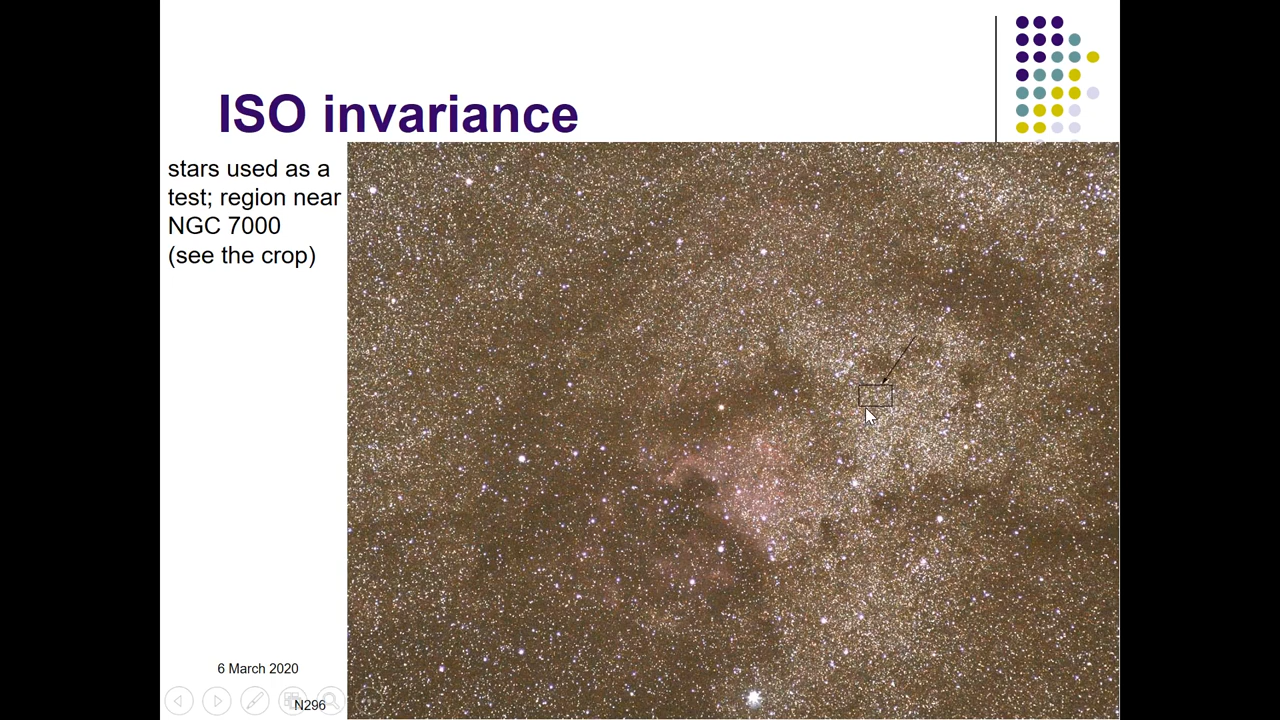 ISO invariance
stars used as a
test; region near
NGC 7000
(see the crop)
6 March 2020
N296